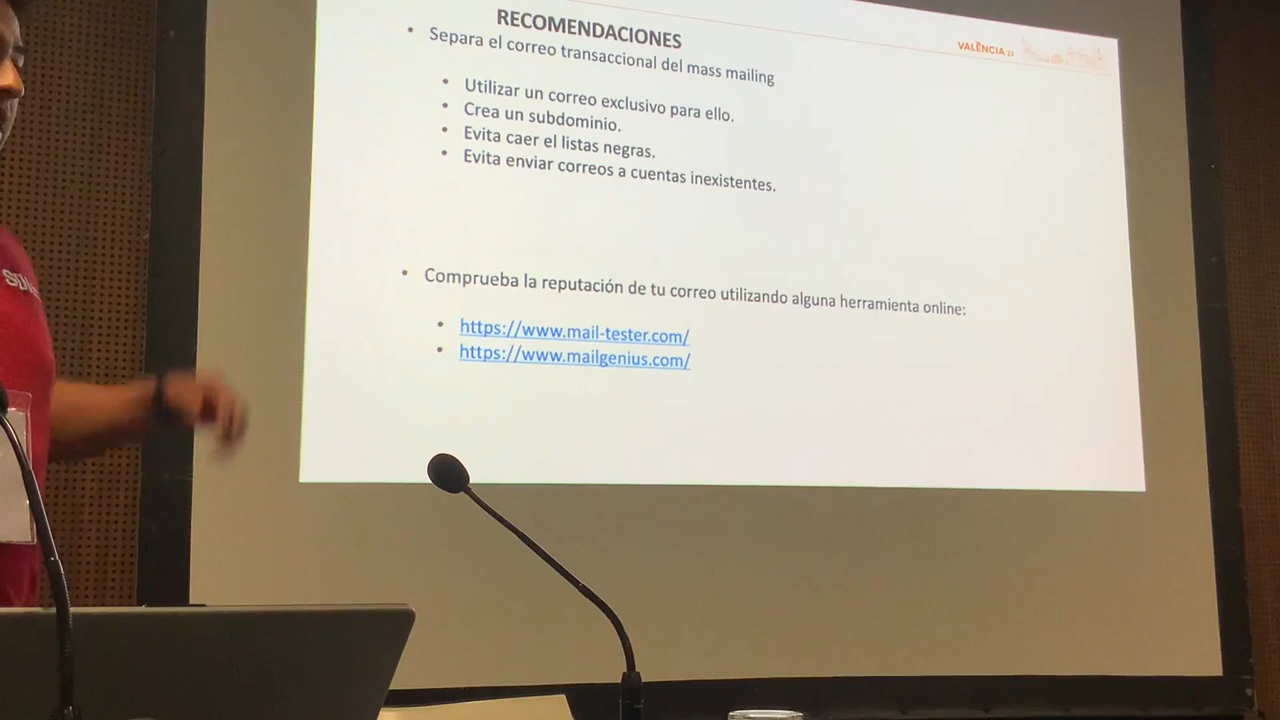 RECOMENDACIONES
VALÈNCIA 23
• Separa el correo transaccional del mass mailing
• Utilizar un correo exclusivo para ello.
• Crea un subdominio.
• Evita caer el listas negras.
• Evita enviar correos a cuentas inexistentes.
• Comprueba la reputación de tu correo utilizando alguna herramienta online:
• https://www.mail-tester.com/
• https://www.mailgenius.com/